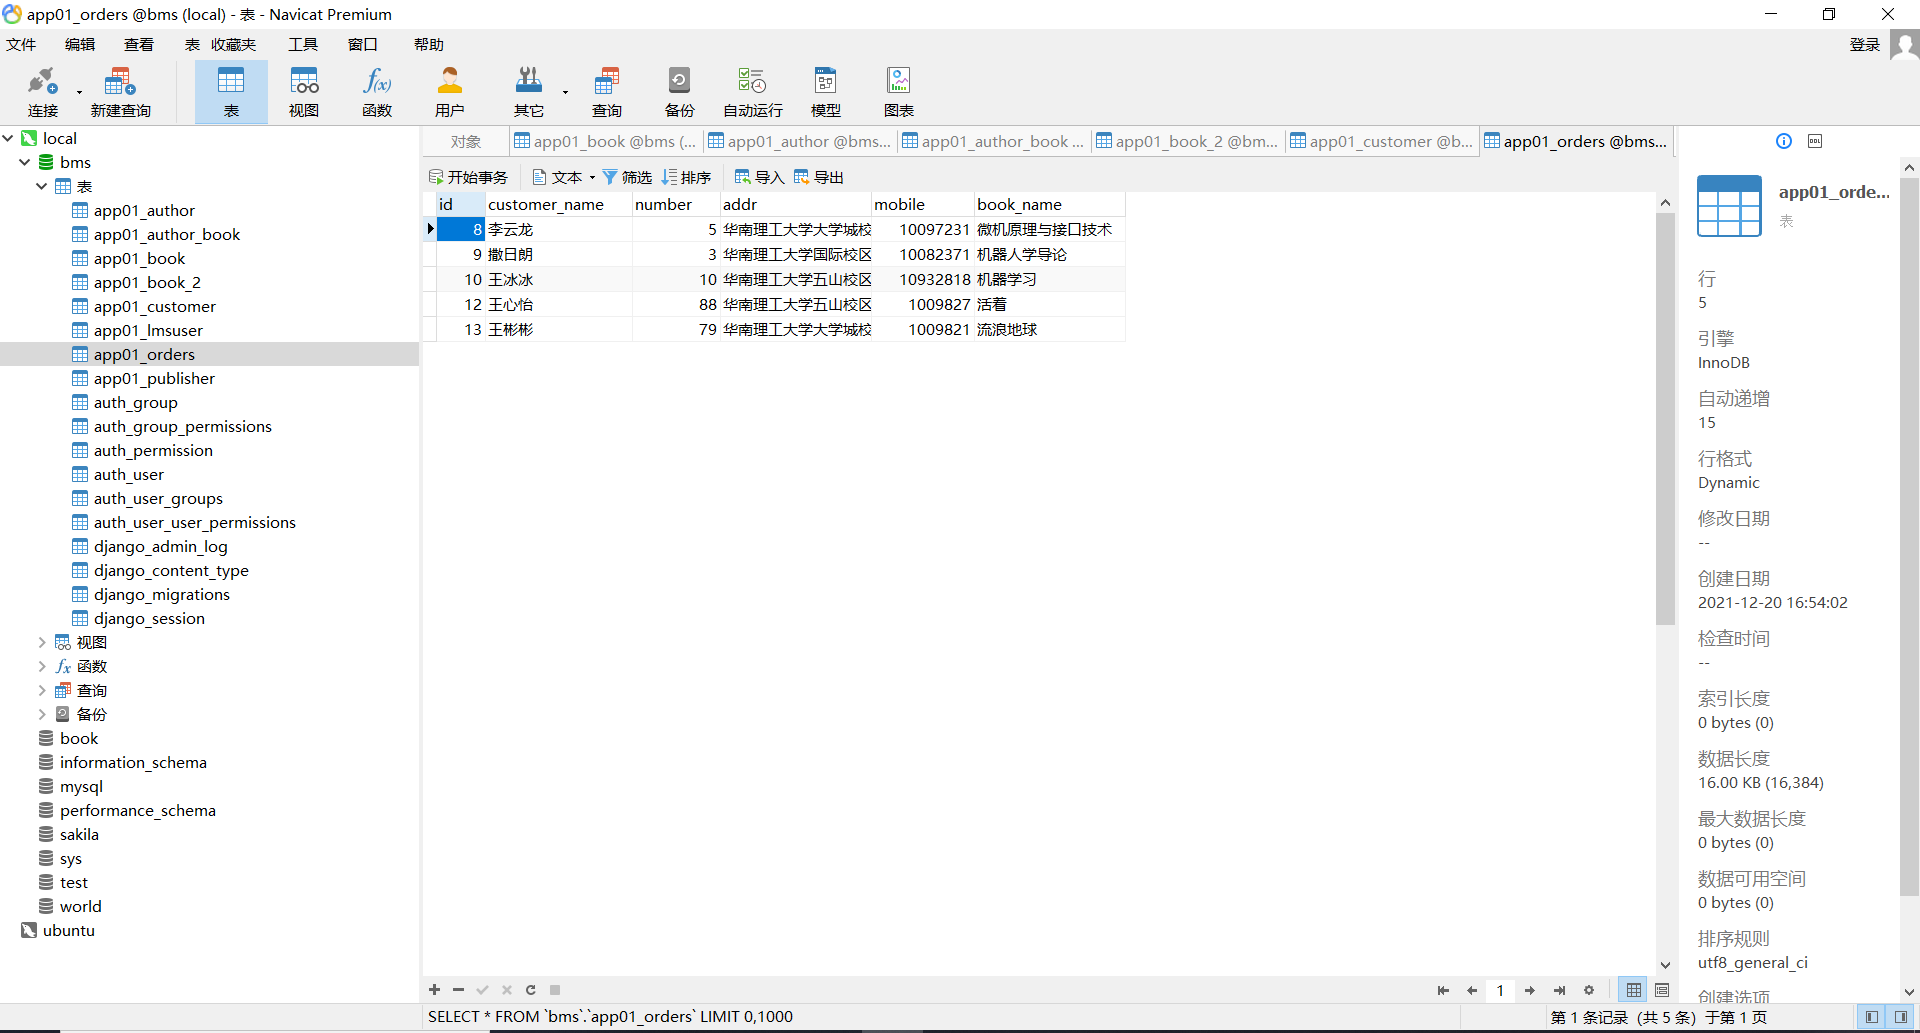 app01_orders @bms (local) - 表 - Navicat Premium
文件 编辑 查看 表 收藏夹 工具 窗口 帮助 登录
连接 新建查询 表 视图 函数 用户 其它 查询 备份 自动运行 模型 图表
local
bms
表
app01_author
app01_author_book
app01_book
app01_book_2
app01_customer
app01_lmsuser
app01_orders
app01_publisher
auth_group
auth_group_permissions
auth_permission
auth_user
auth_user_groups
auth_user_user_permissions
django_admin_log
django_content_type
django_migrations
django_session
视图
函数
查询
备份
book
information_schema
mysql
performance_schema
sakila
sys
test
world
ubuntu
对象 app01_book @bms (... app01_author @bms... app01_author_book ... app01_book_2 @bm... app01_customer @b... app01_orders @bms...
开始事务 文本 筛选 排序 导入 导出
id customer_name number addr mobile book_name
8 李云龙 5 华南理工大学大学城校 10097231 微机原理与接口技术
9 撒日朗 3 华南理工大学国际校区 10082371 机器人学导论
10 王冰冰 10 华南理工大学五山校区 10932818 机器学习
12 王心怡 88 华南理工大学五山校区 1009827 活着
13 王彬彬 79 华南理工大学大学城校 1009821 流浪地球
1
SELECT * FROM `bms`.`app01_orders` LIMIT 0,1000
第 1 条记录 (共 5 条) 于第 1 页
DDL
app01_orde...
表
行
5
引擎
InnoDB
自动递增
15
行格式
Dynamic
修改日期
--
创建日期
2021-12-20 16:54:02
检查时间
--
索引长度
0 bytes (0)
数据长度
16.00 KB (16,384)
最大数据长度
0 bytes (0)
数据可用空间
0 bytes (0)
排序规则
utf8_general_ci
创建选项